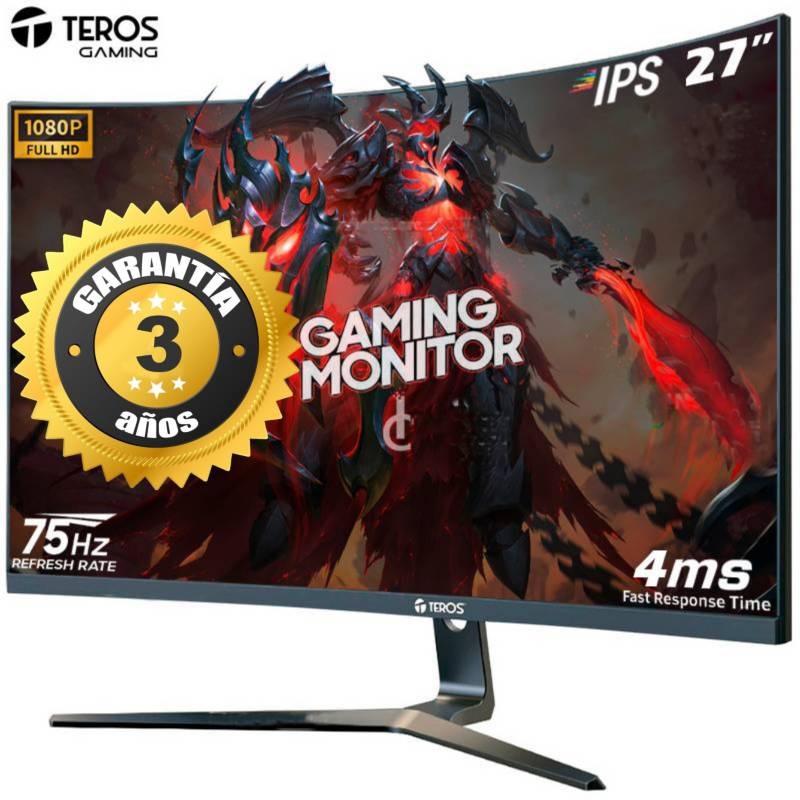 TEROS
GAMING
IPS 27"
1080P
FULL HD
GARANTÍA
3
años
GAMING
MONITOR
75Hz
REFRESH RATE
4ms
Fast Response Time
TEROS